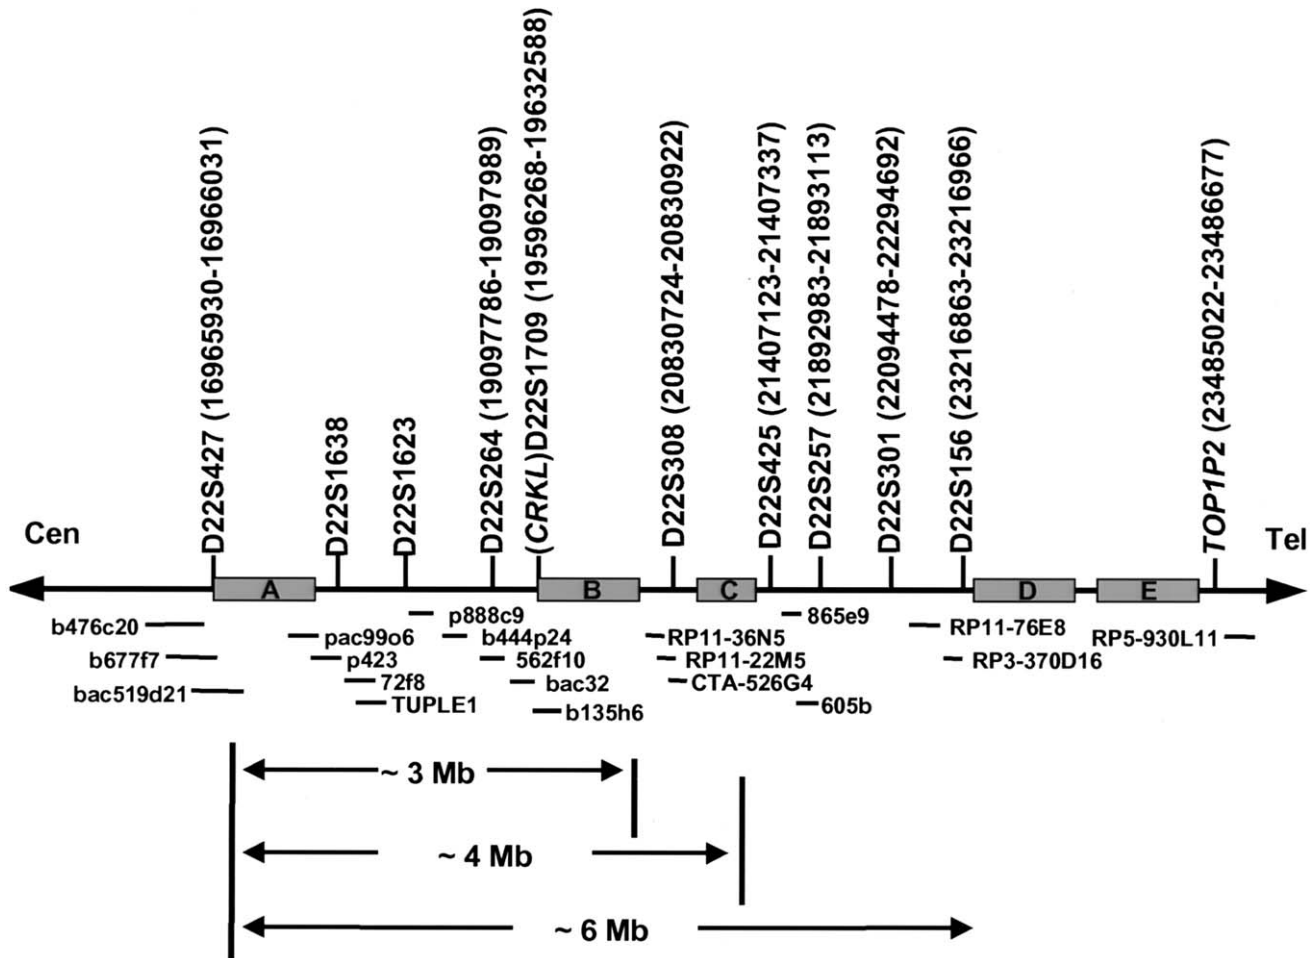 D22S427 (16965930-16966031)
D22S1638
D22S1623
D22S264 (19097786-19097989)
(CRKL)D22S1709 (19596268-19632588)
D22S308 (20830724-20830922)
D22S425 (21407123-21407337)
D22S257 (21892983-21893113)
D22S301 (22094478-22294692)
D22S156 (23216863-23216966)
TOP1P2 (23485022-23486677)
Cen
Tel
A
B
C
D
E
b476c20
b677f7
bac519d21
pac99o6
p423
72f8
TUPLE1
p888c9
b444p24
562f10
bac32
b135h6
RP11-36N5
RP11-22M5
CTA-526G4
865e9
605b
RP11-76E8
RP3-370D16
RP5-930L11
~ 3 Mb
~ 4 Mb
~ 6 Mb